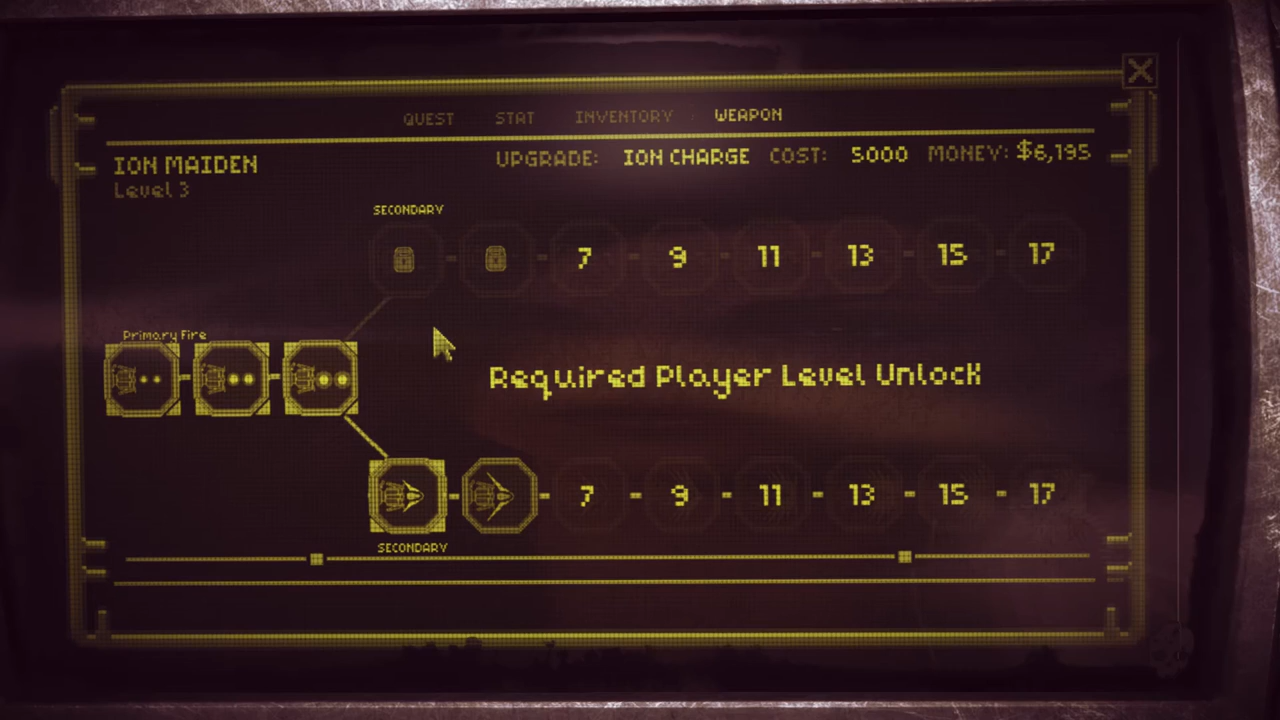 QUEST STAT INVENTORY WEAPON
ION MAIDEN
Level 3
UPGRADE: ION CHARGE COST: 5000 MONEY: $6,195
SECONDARY
7 9 11 13 15 17
Primary Fire
Required Player Level Unlock
7 9 11 13 15 17
SECONDARY